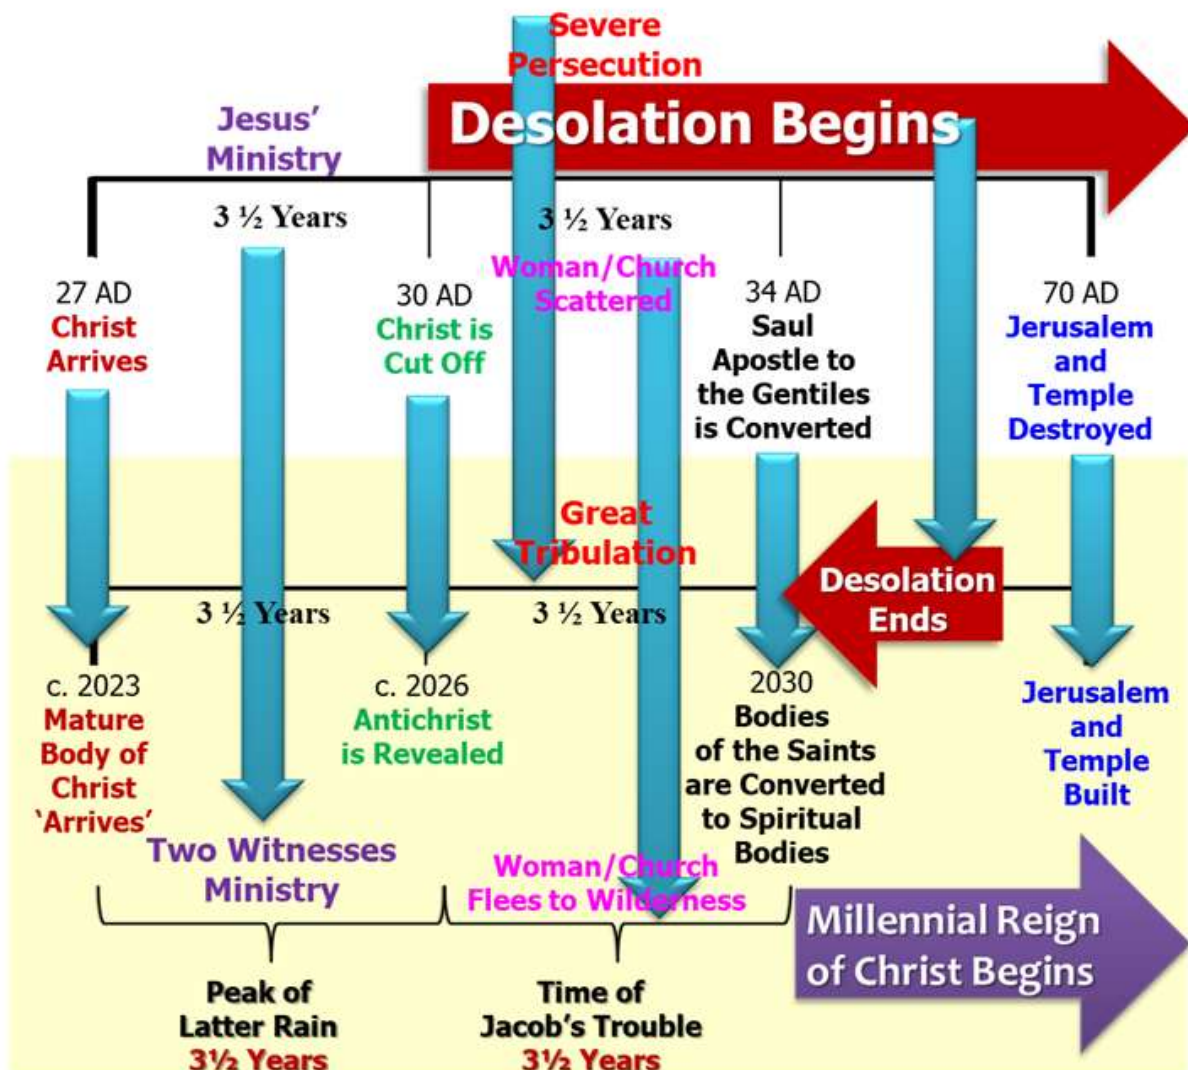 Severe
Persecution
Desolation Begins
Jesus’
Ministry
3 ½ Years
3 ½ Years
Woman/Church
Scattered
27 AD
Christ
Arrives
30 AD
Christ is
Cut Off
34 AD
Saul
Apostle to
the Gentiles
is Converted
70 AD
Jerusalem
and
Temple
Destroyed
Great
Tribulation
Desolation
Ends
3 ½ Years
3 ½ Years
c. 2023
Mature
Body of
Christ
‘Arrives’
c. 2026
Antichrist
is Revealed
2030
Bodies
of the Saints
are Converted
to Spiritual
Bodies
Jerusalem
and
Temple
Built
Two Witnesses
Ministry
Woman/Church
Flees to Wilderness
Millennial Reign
of Christ Begins
Peak of
Latter Rain
3½ Years
Time of
Jacob’s Trouble
3½ Years